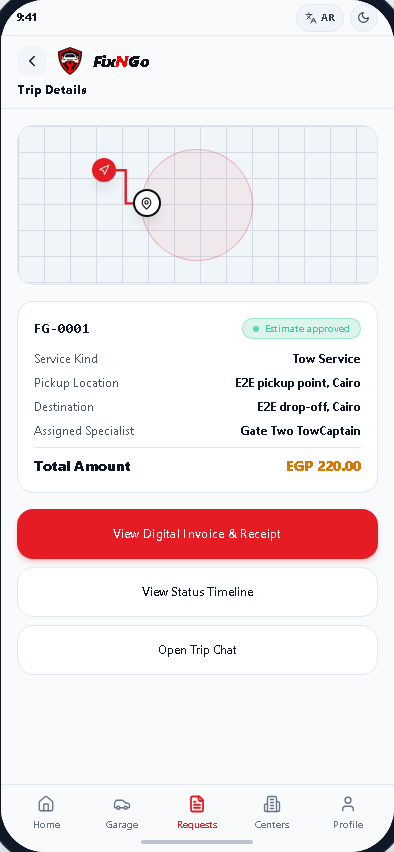 9:41
AR
FixNGo
Trip Details
FG-0001
Estimate approved
Service Kind
Tow Service
Pickup Location
E2E pickup point, Cairo
Destination
E2E drop-off, Cairo
Assigned Specialist
Gate Two TowCaptain
Total Amount
EGP 220.00
View Digital Invoice & Receipt
View Status Timeline
Open Trip Chat
Home
Garage
Requests
Centers
Profile